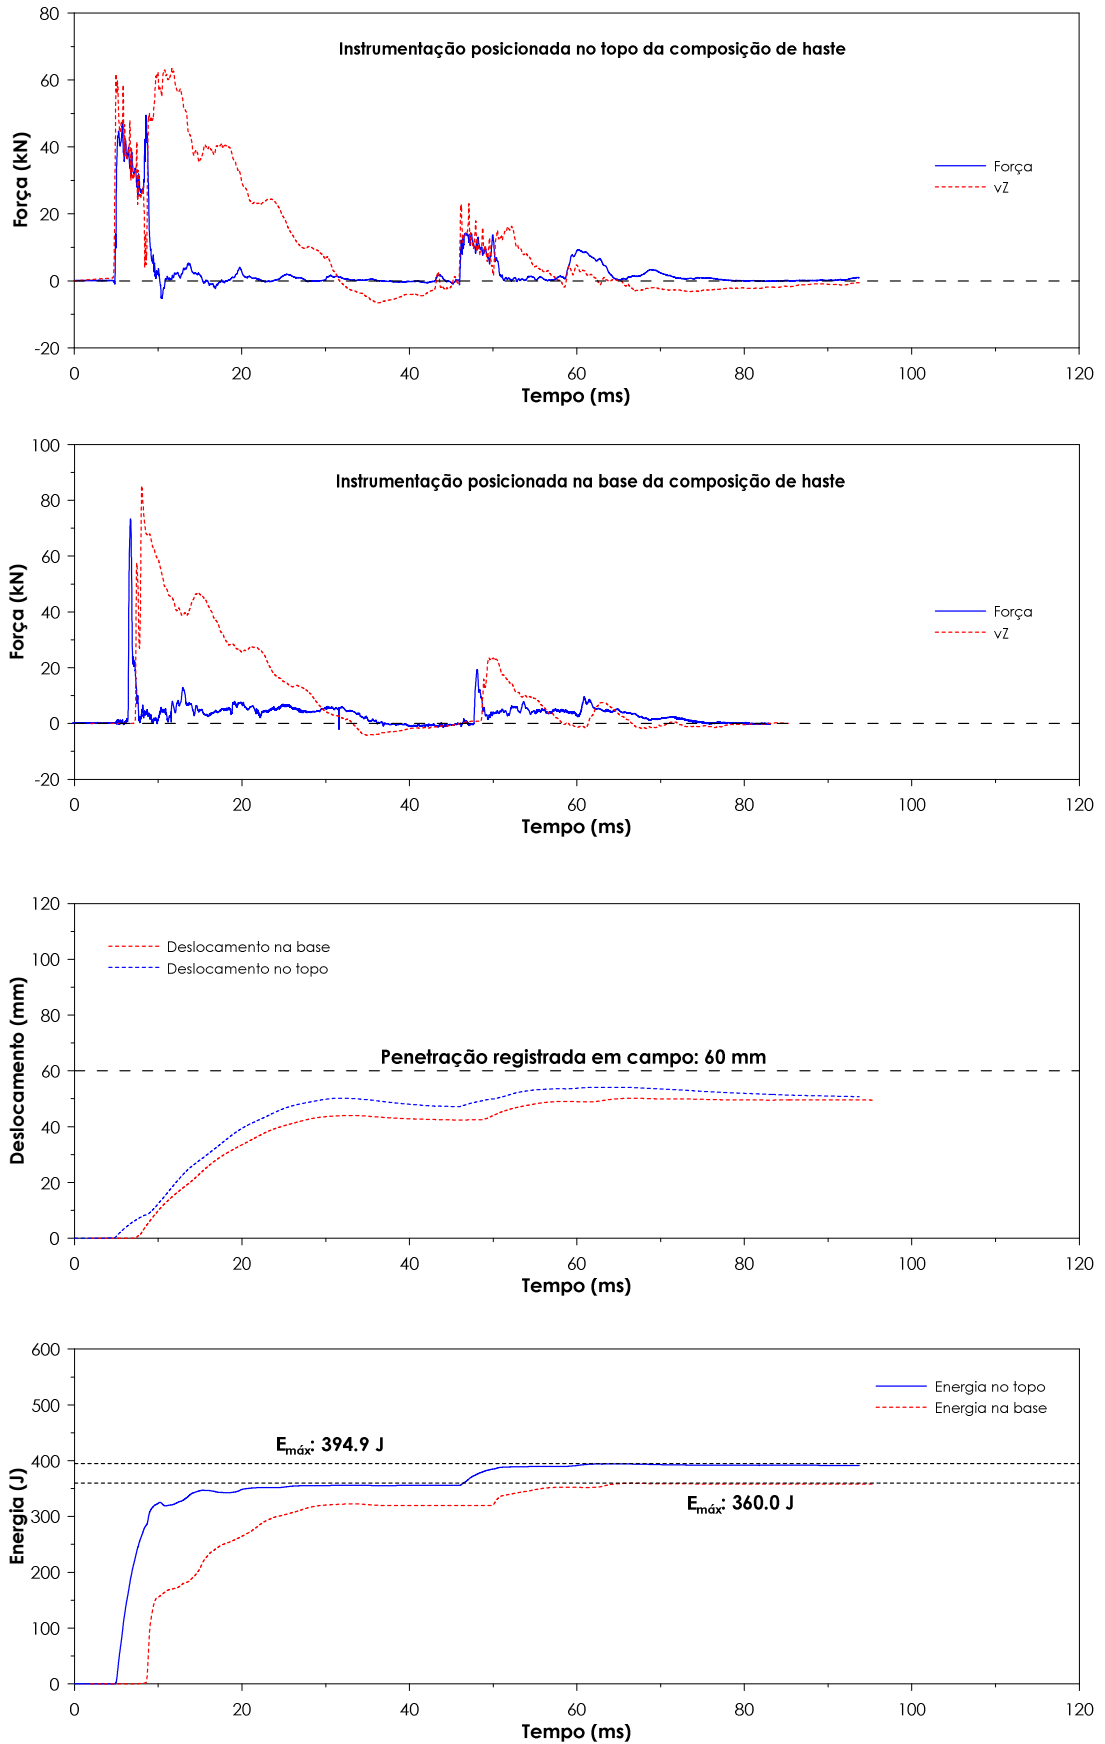 80
Instrumentação posicionada no topo da composição de haste
60
40
Força
vZ
20
0
-20
Força (kN)
0 20 40 60 80 100 120
Tempo (ms)
100
Instrumentação posicionada na base da composição de haste
80
60
40
Força
vZ
20
0
-20
Força (kN)
0 20 40 60 80 100 120
Tempo (ms)
120
Deslocamento na base
100
Deslocamento no topo
80
Penetração registrada em campo: 60 mm
60
40
20
0
Deslocamento (mm)
0 20 40 60 80 100 120
Tempo (ms)
600
Energia no topo
500
Energia na base
Emáx: 394.9 J
400
Emáx: 360.0 J
300
200
100
0
Energia (J)
0 20 40 60 80 100 120
Tempo (ms)